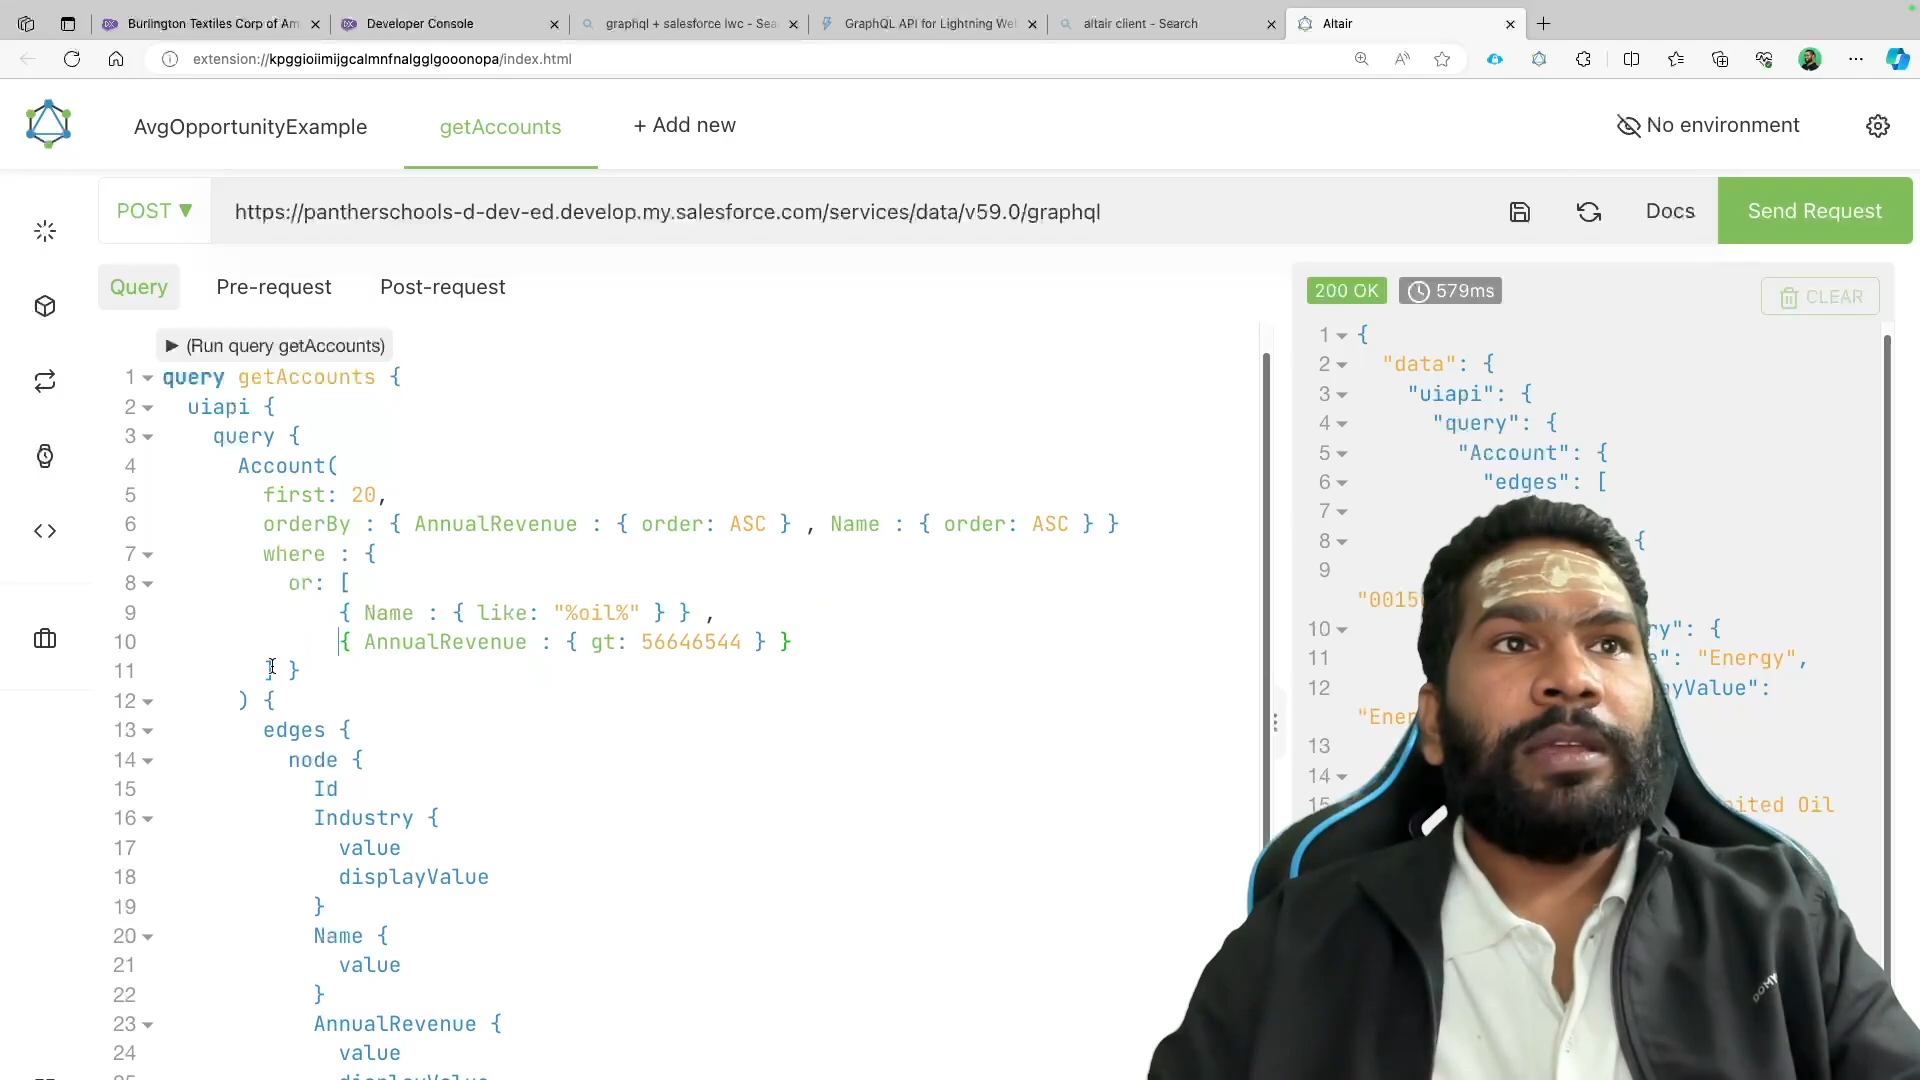 Burlington Textiles Corp of Am
Developer Console
graphql + salesforce lwc - Sea
GraphQL API for Lightning Web
altair client - Search
Altair
extension://kpggioiimijgcalmnfnalgglgooonopa/index.html
AvgOpportunityExample
getAccounts
+ Add new
No environment
POST ▼
https://pantherschools-d-dev-ed.develop.my.salesforce.com/services/data/v59.0/graphql
Docs
Send Request
Query
Pre-request
Post-request
200 OK
579ms
CLEAR
▶ (Run query getAccounts)
1 query getAccounts {
2 uiapi {
3 query {
4 Account(
5 first: 20,
6 orderBy : { AnnualRevenue : { order: ASC } , Name : { order: ASC } }
7 where : {
8 or: [
9 { Name : { like: "%oil%" } } ,
10 { AnnualRevenue : { gt: 56646544 } }
11 ] }
12 ) {
13 edges {
14 node {
15 Id
16 Industry {
17 value
18 displayValue
19 }
20 Name {
21 value
22 }
23 AnnualRevenue {
24 value
1 {
2 "data": {
3 "uiapi": {
4 "query": {
5 "Account": {
6 "edges": [
7
8 {
9
"0015
10 ry": {
11 e": "Energy",
12 yValue":
"Ener
13
14
15 nited Oil
DOMY